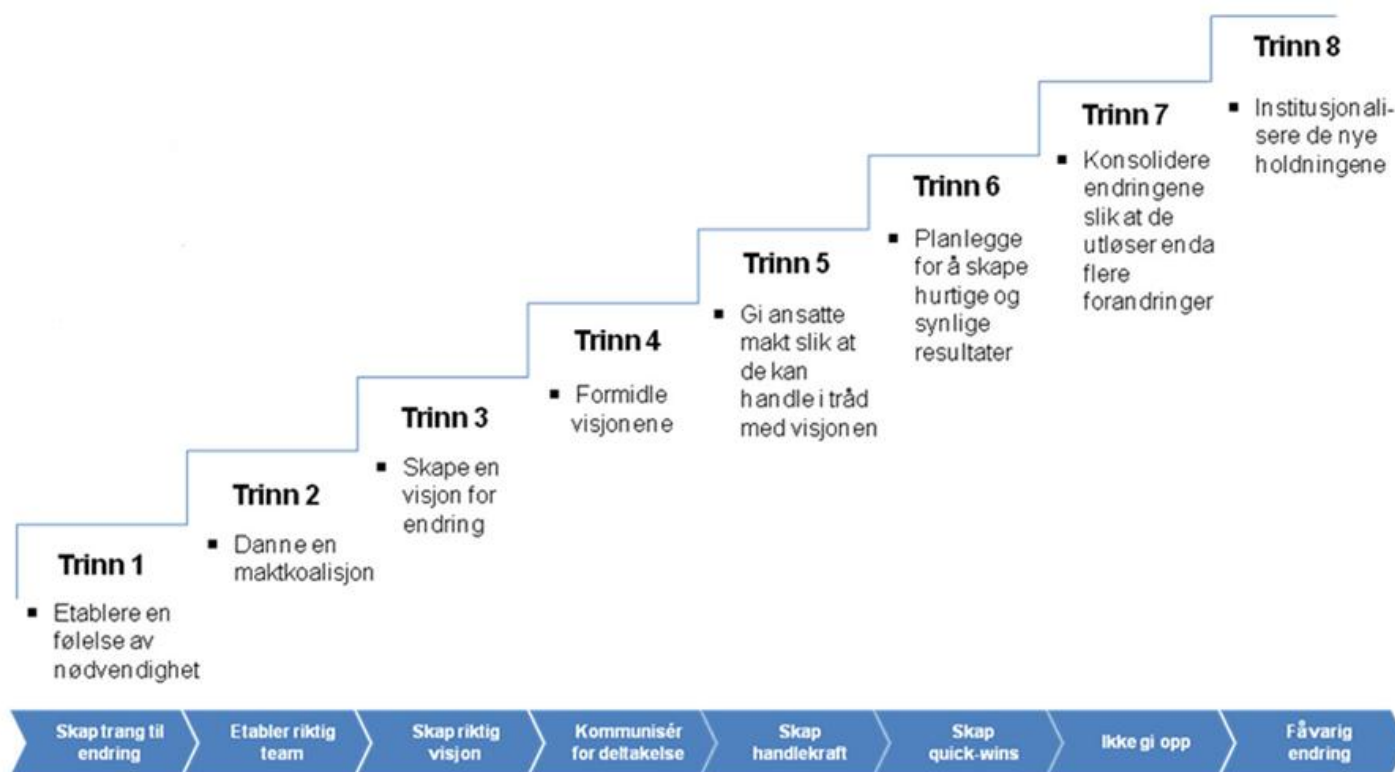 Trinn 1
Etablere en
følelse av
nødvendighet
Trinn 2
Danne en
maktkoalisjon
Trinn 3
Skape en
visjon for
endring
Trinn 4
Formidle
visjonene
Trinn 5
Gi ansatte
makt slik at
de kan
handle i tråd
med visjonen
Trinn 6
Planlegge
for å skape
hurtige og
synlige
resultater
Trinn 7
Konsolidere
endringene
slik at de
utløser enda
flere
forandringer
Trinn 8
Institusjonali-
sere de nye
holdningene
Skap trang til
endring
Etabler riktig
team
Skap riktig
visjon
Kommunisér
for deltakelse
Skap
handlekraft
Skap
quick-wins
Ikke gi opp
Få varig
endring